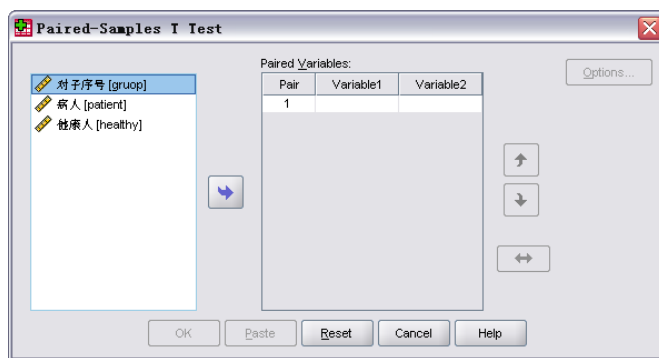 Paired-Samples T Test
对子序号 [gruop]
病人 [patient]
健康人 [healthy]
Paired Variables:
Pair Variable1 Variable2
1
Options...
OK Paste Reset Cancel Help